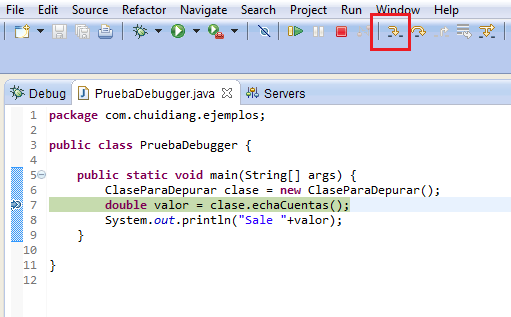 File Edit Source Refactor Navigate Search Project Run Window Help
Debug PruebaDebugger.java Servers
1 package com.chuidiang.ejemplos;
2
3 public class PruebaDebugger {
4
5 public static void main(String[] args) {
6 ClaseParaDepurar clase = new ClaseParaDepurar();
7 double valor = clase.echaCuentas();
8 System.out.println("Sale "+valor);
9 }
10
11 }
12